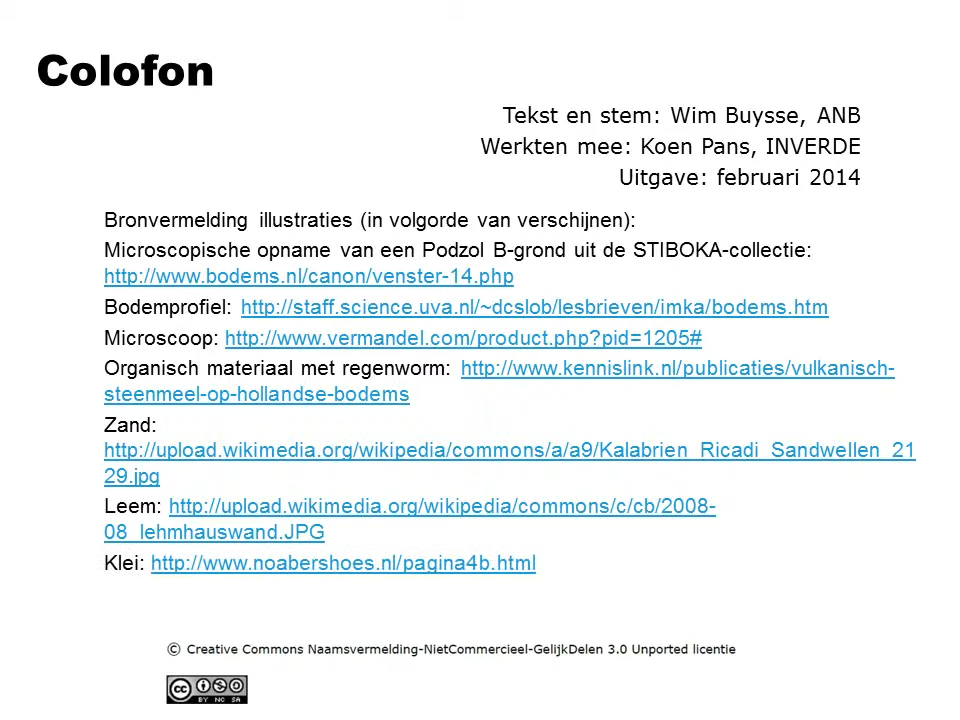 Colofon
Tekst en stem: Wim Buysse, ANB
Werkten mee: Koen Pans, INVERDE
Uitgave: februari 2014
Bronvermelding illustraties (in volgorde van verschijnen):
Microscopische opname van een Podzol B-grond uit de STIBOKA-collectie:
http://www.bodems.nl/canon/venster-14.php
Bodemprofiel: http://staff.science.uva.nl/~dcslob/lesbrieven/imka/bodems.htm
Microscoop: http://www.vermandel.com/product.php?pid=1205#
Organisch materiaal met regenworm: http://www.kennislink.nl/publicaties/vulkanisch-
steenmeel-op-hollandse-bodems
Zand:
http://upload.wikimedia.org/wikipedia/commons/a/a9/Kalabrien_Ricadi_Sandwellen_21
29.jpg
Leem: http://upload.wikimedia.org/wikipedia/commons/c/cb/2008-
08_lehmhauswand.JPG
Klei: http://www.noabershoes.nl/pagina4b.html
© Creative Commons Naamsvermelding-NietCommercieel-GelijkDelen 3.0 Unported licentie
cc BY NC SA